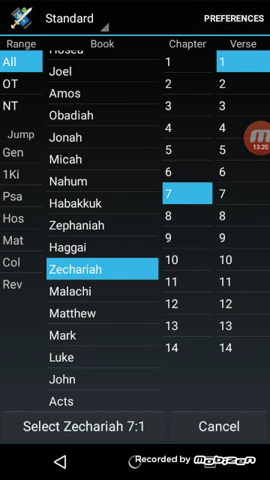 Standard
PREFERENCES
Range
Book
Chapter
Verse
All
OT
NT
Jump
Gen
1Ki
Psa
Hos
Mat
Col
Rev
Hosea
Joel
Amos
Obadiah
Jonah
Micah
Nahum
Habakkuk
Zephaniah
Haggai
Zechariah
Malachi
Matthew
Mark
Luke
John
Acts
1
2
3
4
5
6
7
8
9
10
11
12
13
14
1
2
3
4
5
6
7
8
9
10
11
12
13
14
13:20
Select Zechariah 7:1
Cancel
Recorded by mobizen